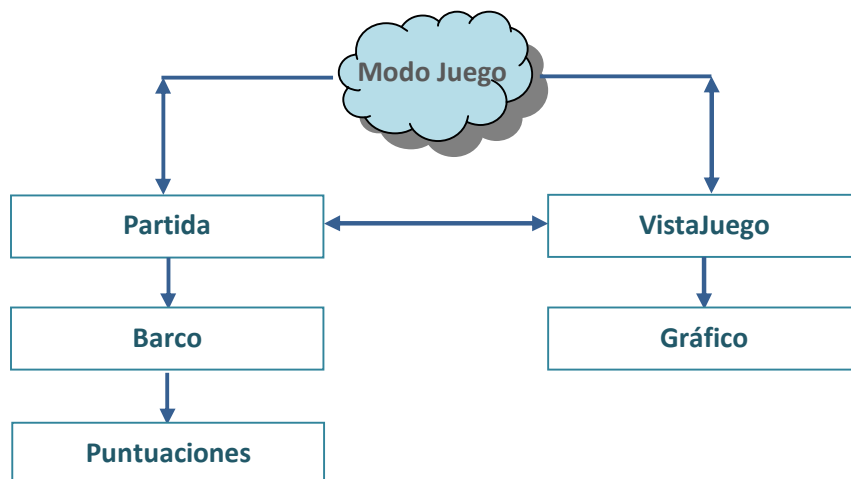 Modo Juego
Partida
VistaJuego
Barco
Gráfico
Puntuaciones